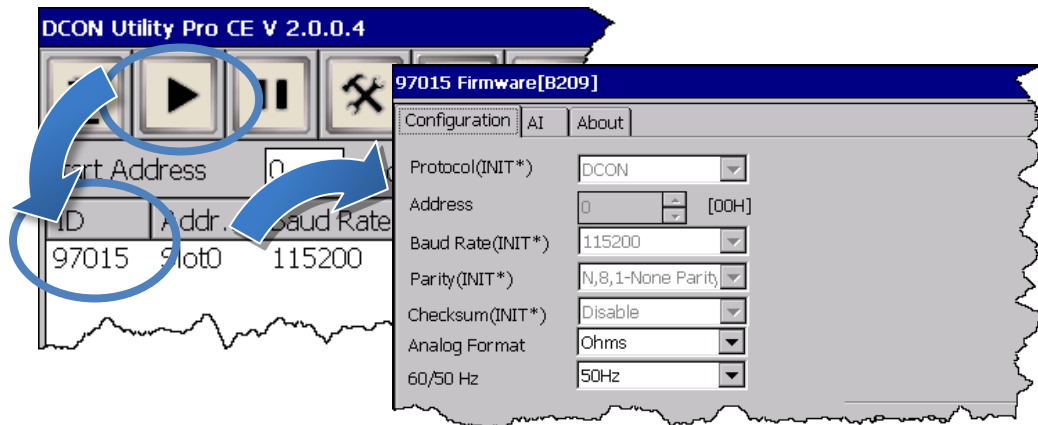 DCON Utility Pro CE V 2.0.0.4
Address 0
ID Addr. Baud Rate
97015 Slot0 115200
97015 Firmware[B209]
Configuration AI About
Protocol(INIT*) DCON
Address 0 [00H]
Baud Rate(INIT*) 115200
Parity(INIT*) N,8,1-None Parity
Checksum(INIT*) Disable
Analog Format Ohms
60/50 Hz 50Hz